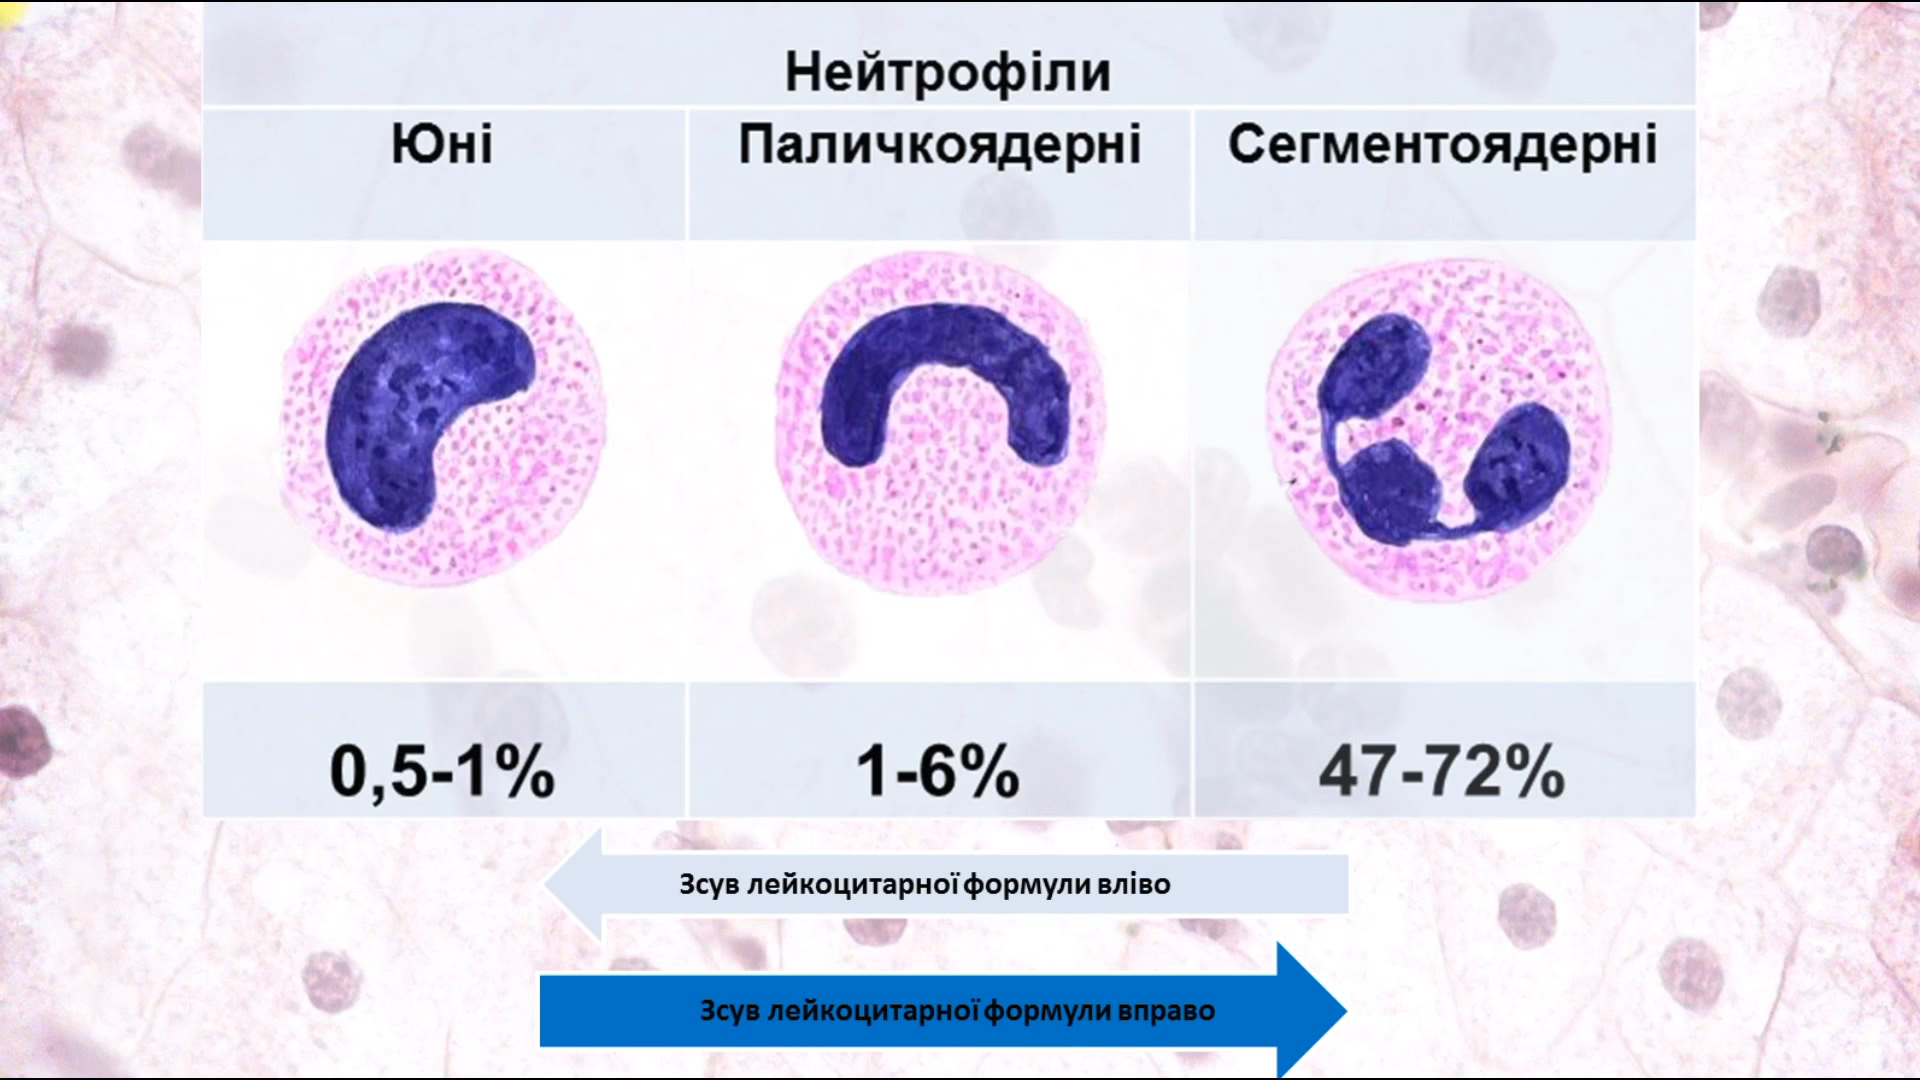 Нейтрофіли
Юні
Паличкоядерні
Сегментоядерні
0,5-1%
1-6%
47-72%
Зсув лейкоцитарної формули вліво
Зсув лейкоцитарної формули вправо